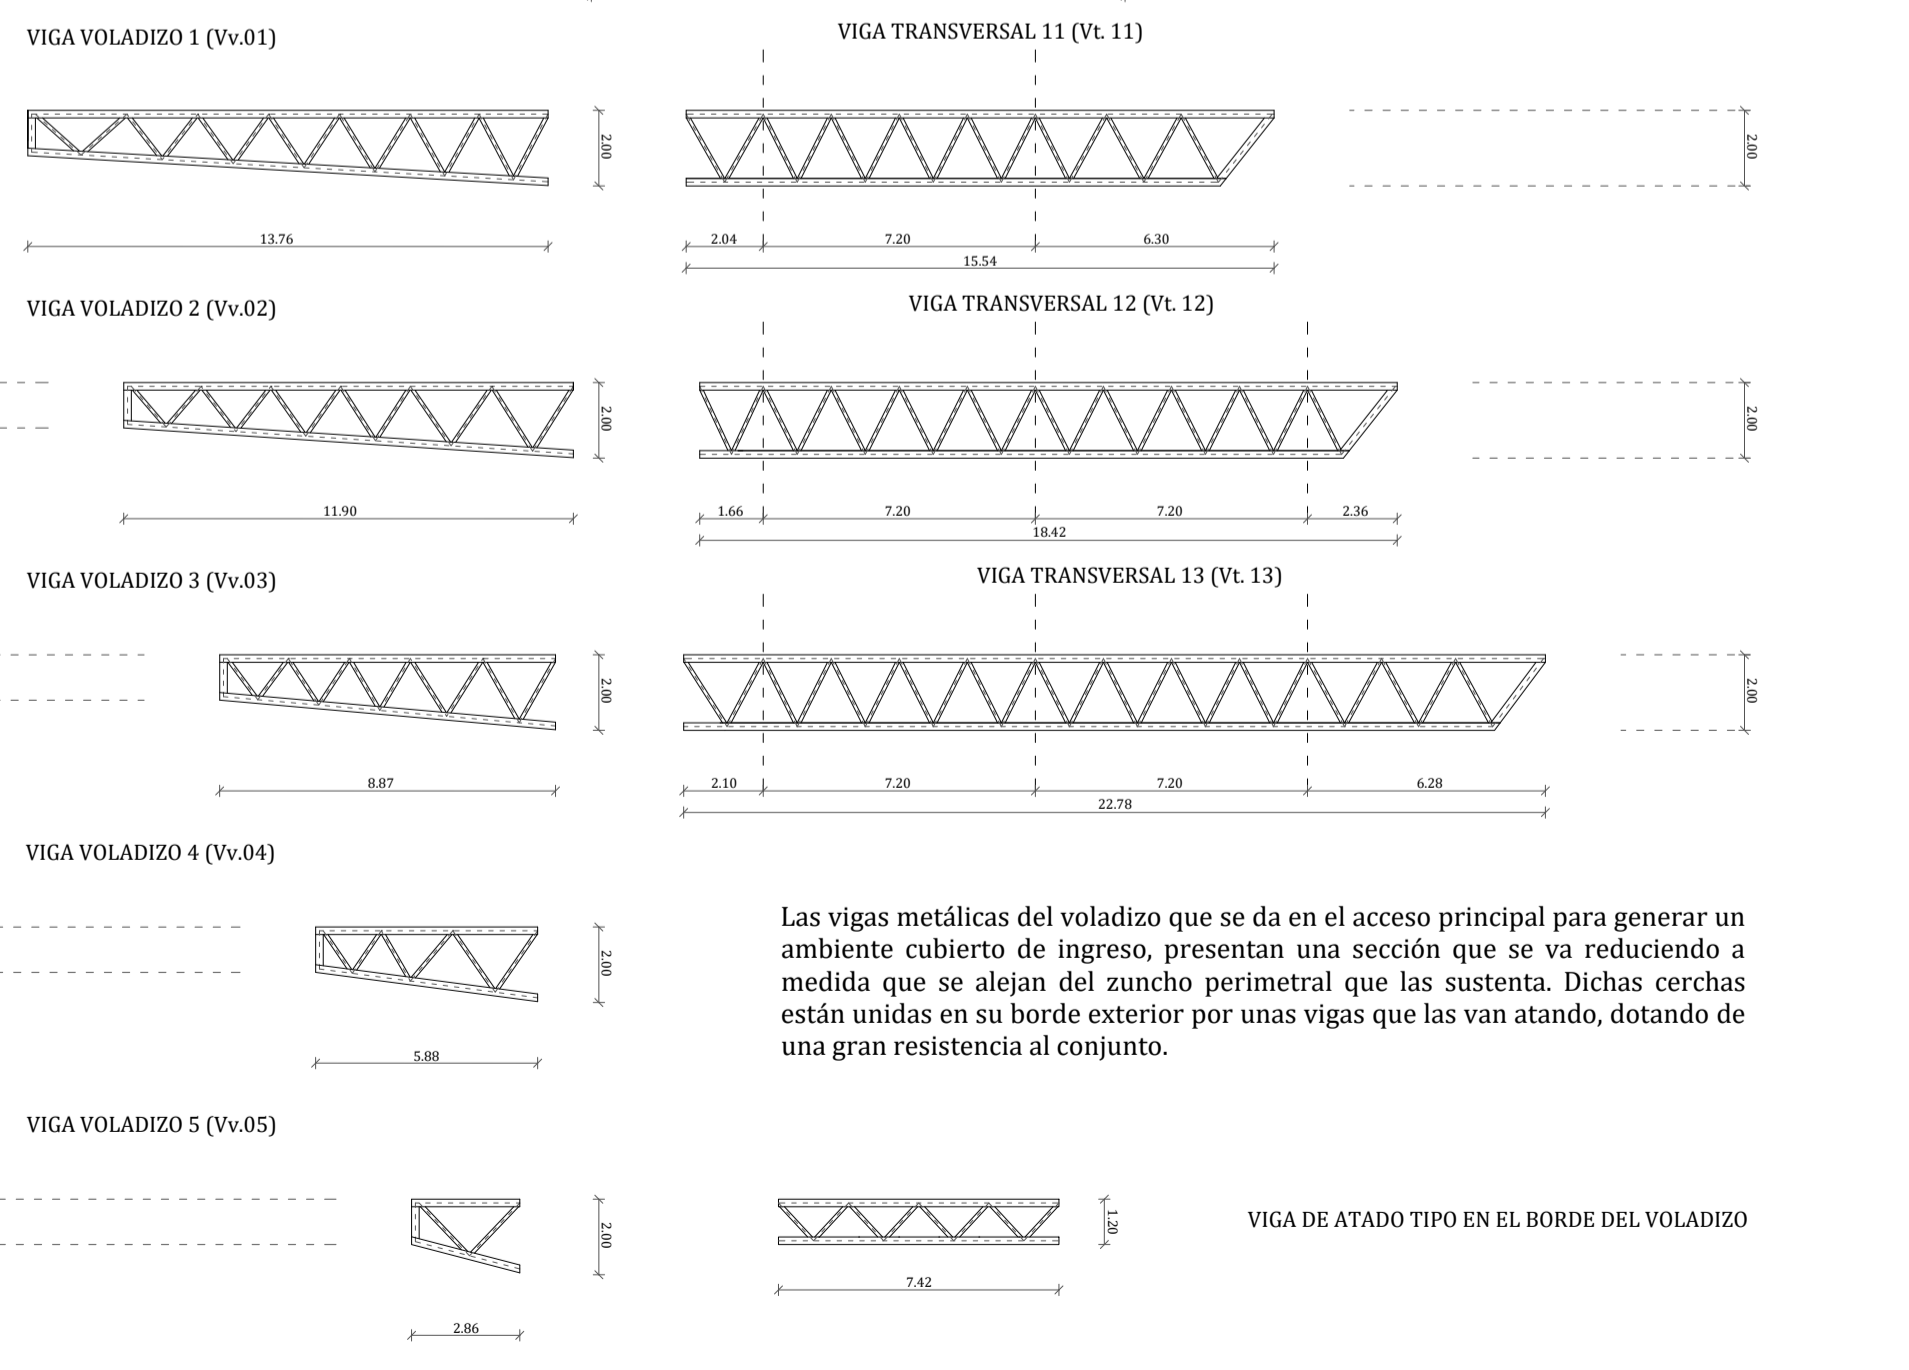 VIGA VOLADIZO 1 (Vv.01)
VIGA TRANSVERSAL 11 (Vt. 11)
2.00
2.00
13.76
2.04
7.20
6.30
15.54
VIGA VOLADIZO 2 (Vv.02)
VIGA TRANSVERSAL 12 (Vt. 12)
2.00
2.00
11.90
1.66
7.20
7.20
2.36
18.42
VIGA VOLADIZO 3 (Vv.03)
VIGA TRANSVERSAL 13 (Vt. 13)
2.00
2.00
8.87
2.10
7.20
7.20
6.28
22.78
VIGA VOLADIZO 4 (Vv.04)
2.00
5.88
Las vigas metálicas del voladizo que se da en el acceso principal para generar un
ambiente cubierto de ingreso, presentan una sección que se va reduciendo a
medida que se alejan del zuncho perimetral que las sustenta. Dichas cerchas
están unidas en su borde exterior por unas vigas que las van atando, dotando de
una gran resistencia al conjunto.
VIGA VOLADIZO 5 (Vv.05)
2.00
2.86
1.20
7.42
VIGA DE ATADO TIPO EN EL BORDE DEL VOLADIZO